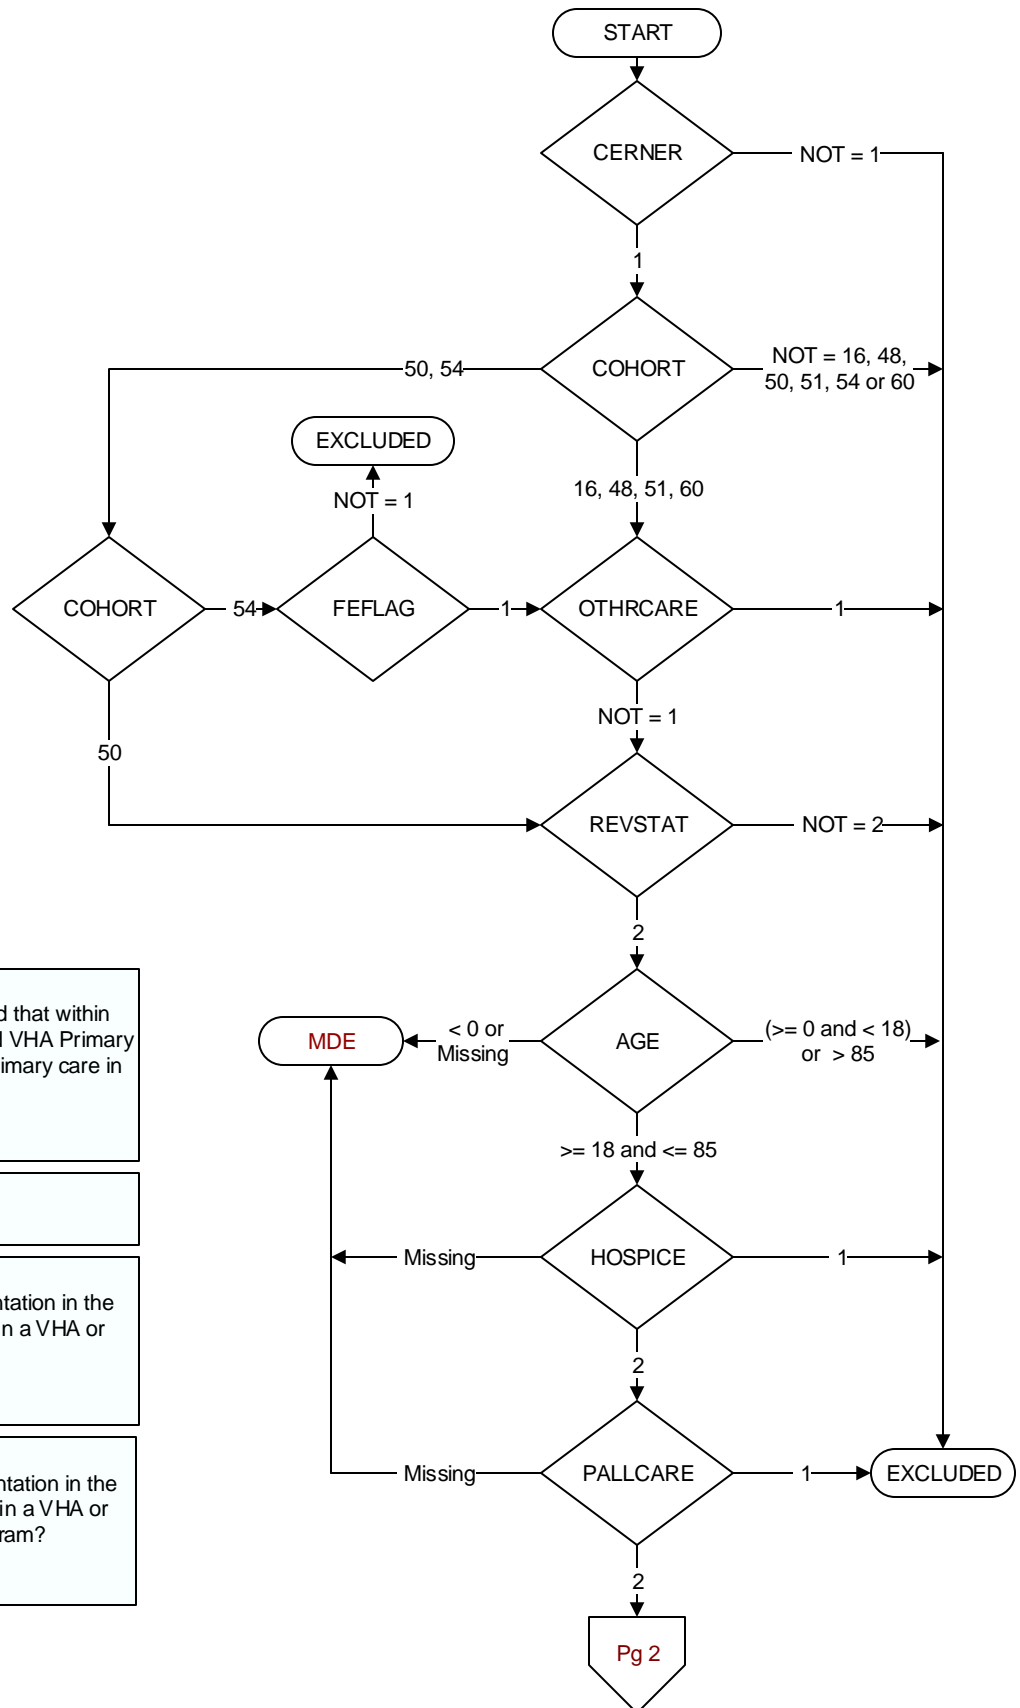 START
CERNER
NOT = 1
1
COHORT
50, 54
NOT = 16, 48,
50, 51, 54 or 60
EXCLUDED
NOT = 1
16, 48, 51, 60
COHORT
54
FEFLAG
1
OTHRCARE
1
NOT = 1
50
REVSTAT
NOT = 2
2
that within
VHA Primary
primary care in
MDE
< 0 or
Missing
AGE
(>= 0 and < 18)
or > 85
>= 18 and <= 85
Missing
HOSPICE
1
in the
in a VHA or
2
Missing
PALLCARE
1
EXCLUDED
in the
in a VHA or
2
Pg 2